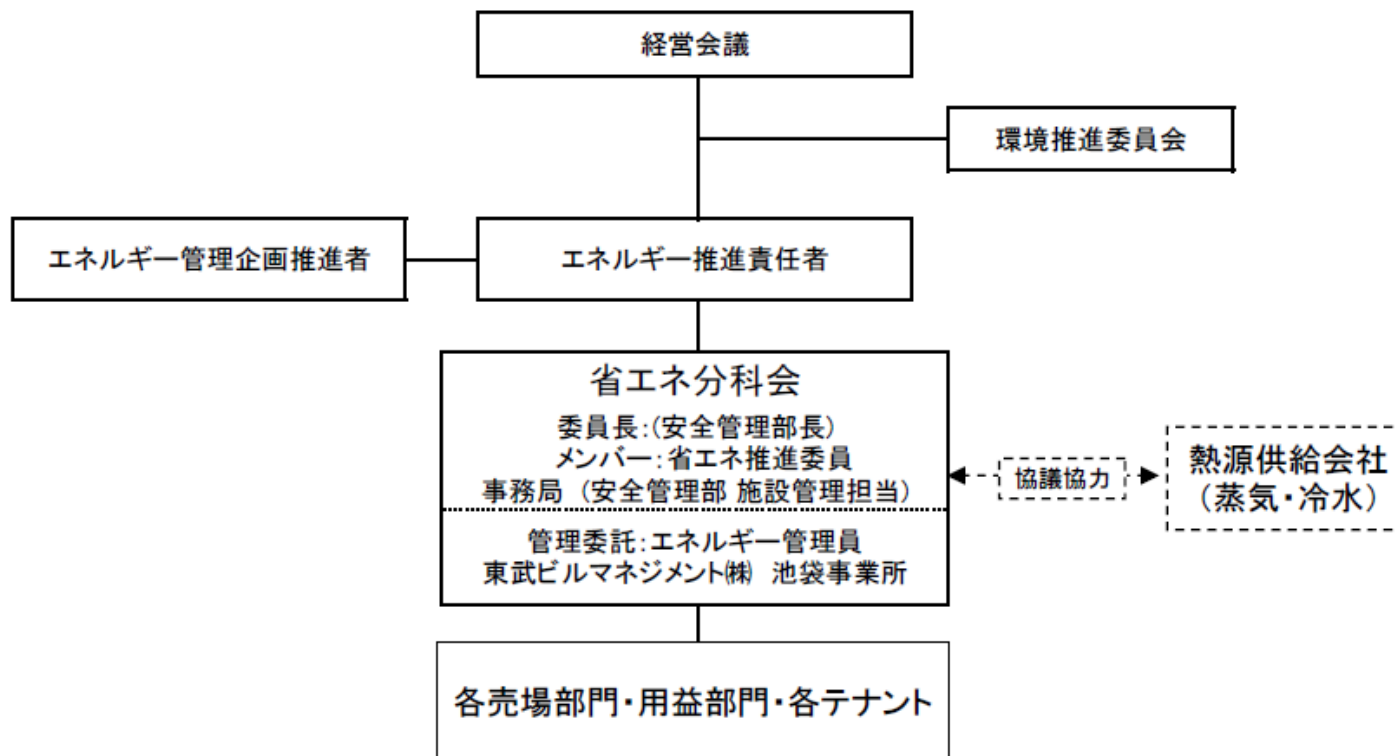 経営会議
環境推進委員会
エネルギー管理企画推進者
エネルギー推進責任者
省エネ分科会
委員長:(安全管理部長)
メンバー:省エネ推進委員
事務局 (安全管理部 施設管理担当)
管理委託:エネルギー管理員
東武ビルマネジメント㈱ 池袋事業所
協議協力
熱源供給会社
(蒸気・冷水)
各売場部門・用益部門・各テナント